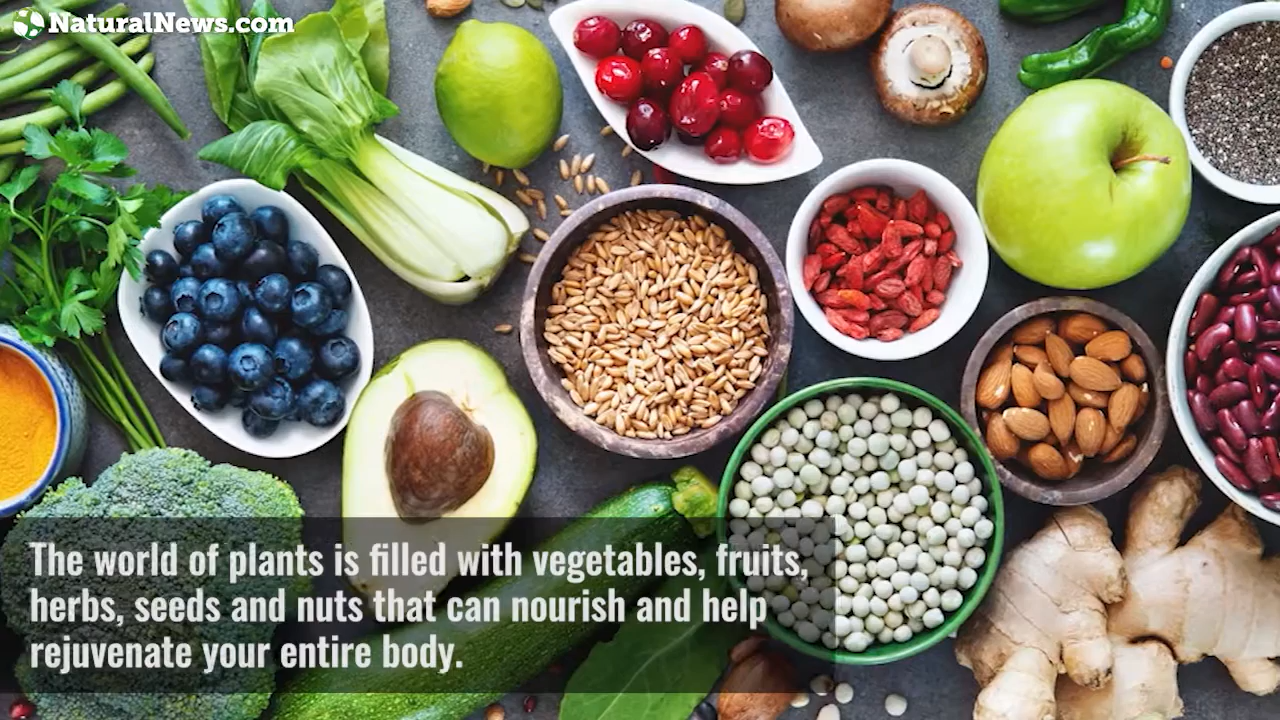 NaturalNews.com
The world of plants is filled with vegetables, fruits,
herbs, seeds and nuts that can nourish and help
rejuvenate your entire body.